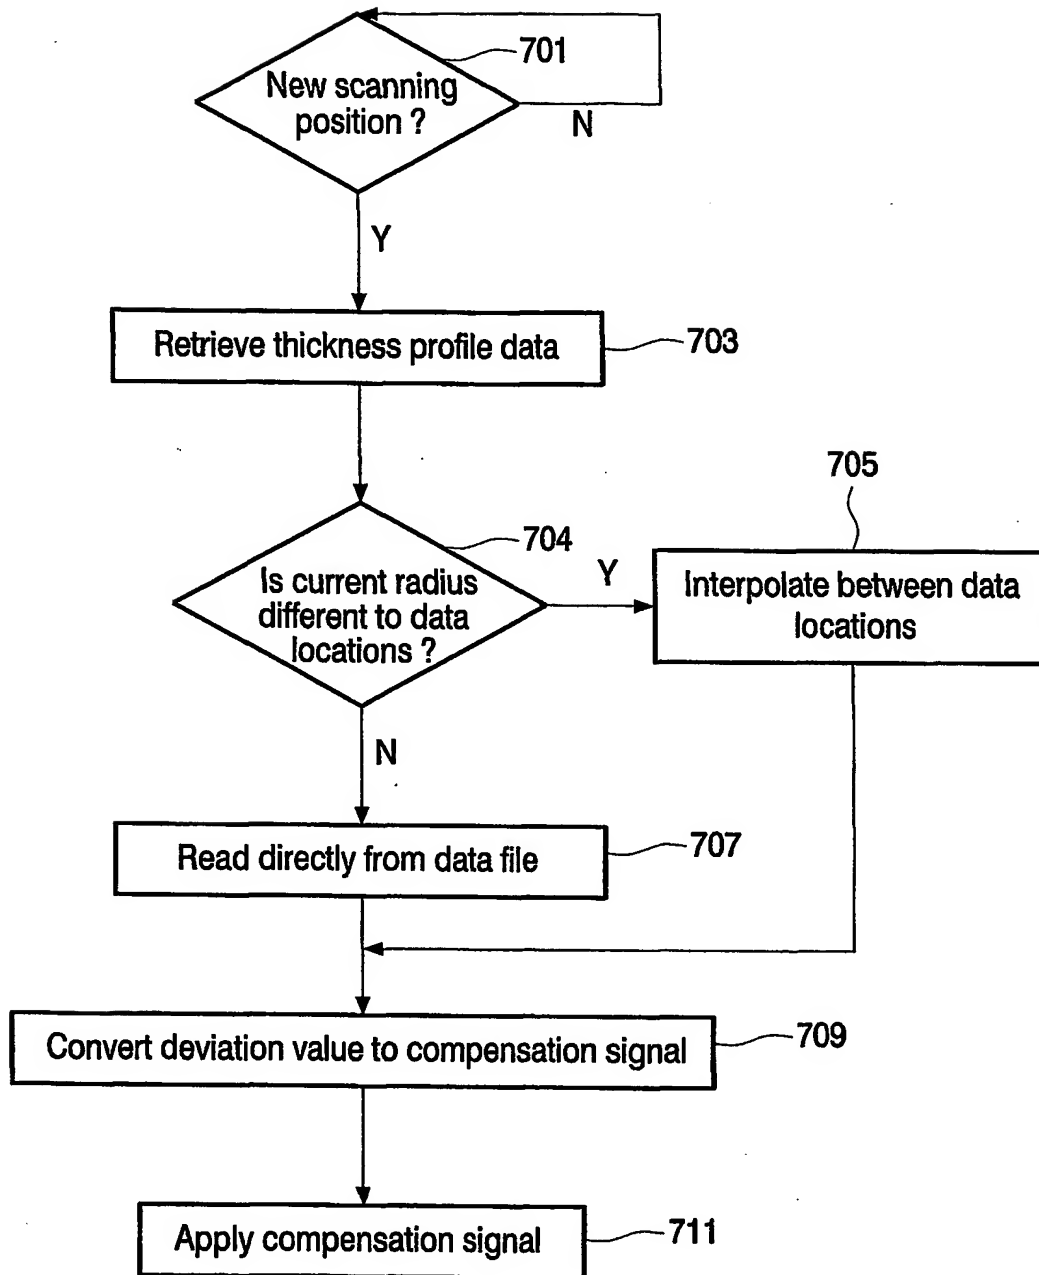 701
New scanning
position ?
N
Y
Retrieve thickness profile data
703
705
704
Is current radius
different to data
locations ?
Y
Interpolate between data
locations
N
Read directly from data file
707
Convert deviation value to compensation signal
709
Apply compensation signal
711